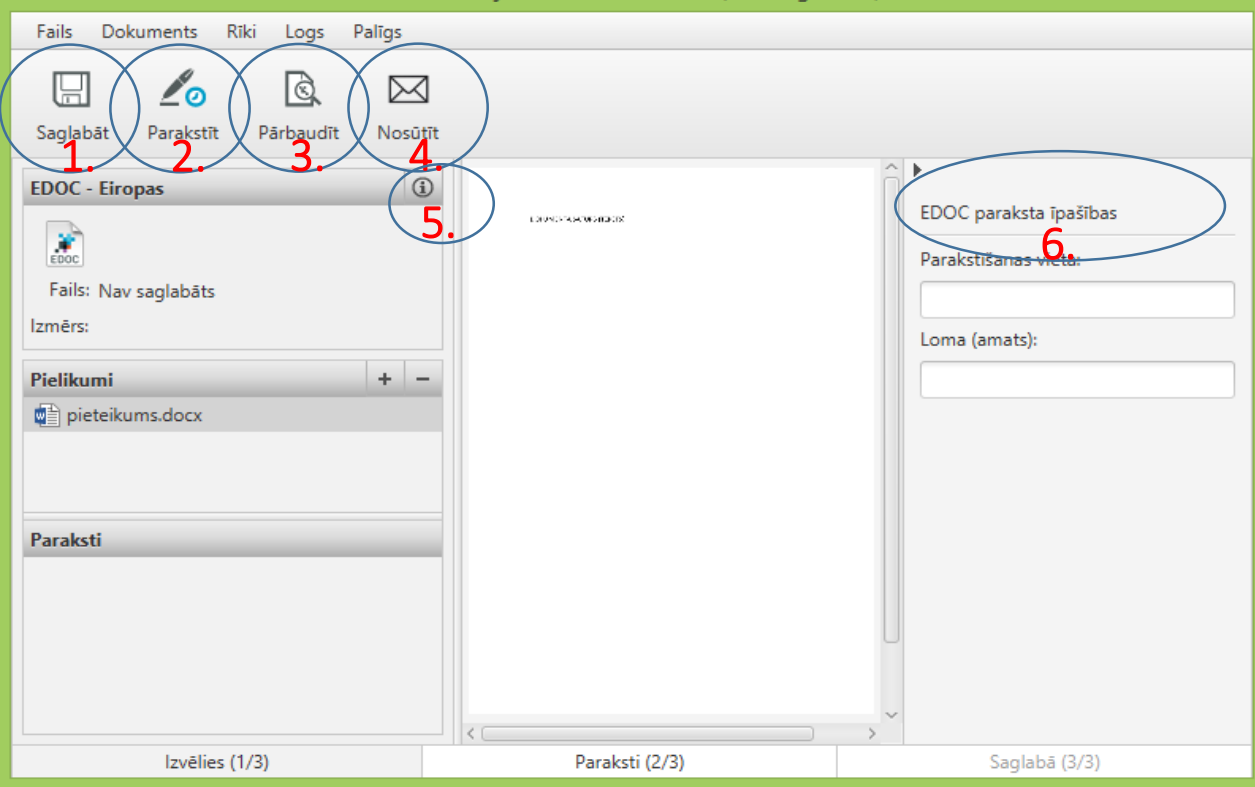 Fails Dokuments Rīki Logs Palīgs
Saglabāt Parakstīt Pārbaudīt Nosūtīt
1. 2. 3. 4.
EDOC - Eiropas
5.
EDOC
Fails: Nav saglabāts
Izmērs:
Pielikumi + −
pieteikums.docx
Paraksti
EDOC paraksta īpašības
6.
Parakstīšanas vieta:
Loma (amats):
Izvēlies (1/3) Paraksti (2/3) Saglabā (3/3)